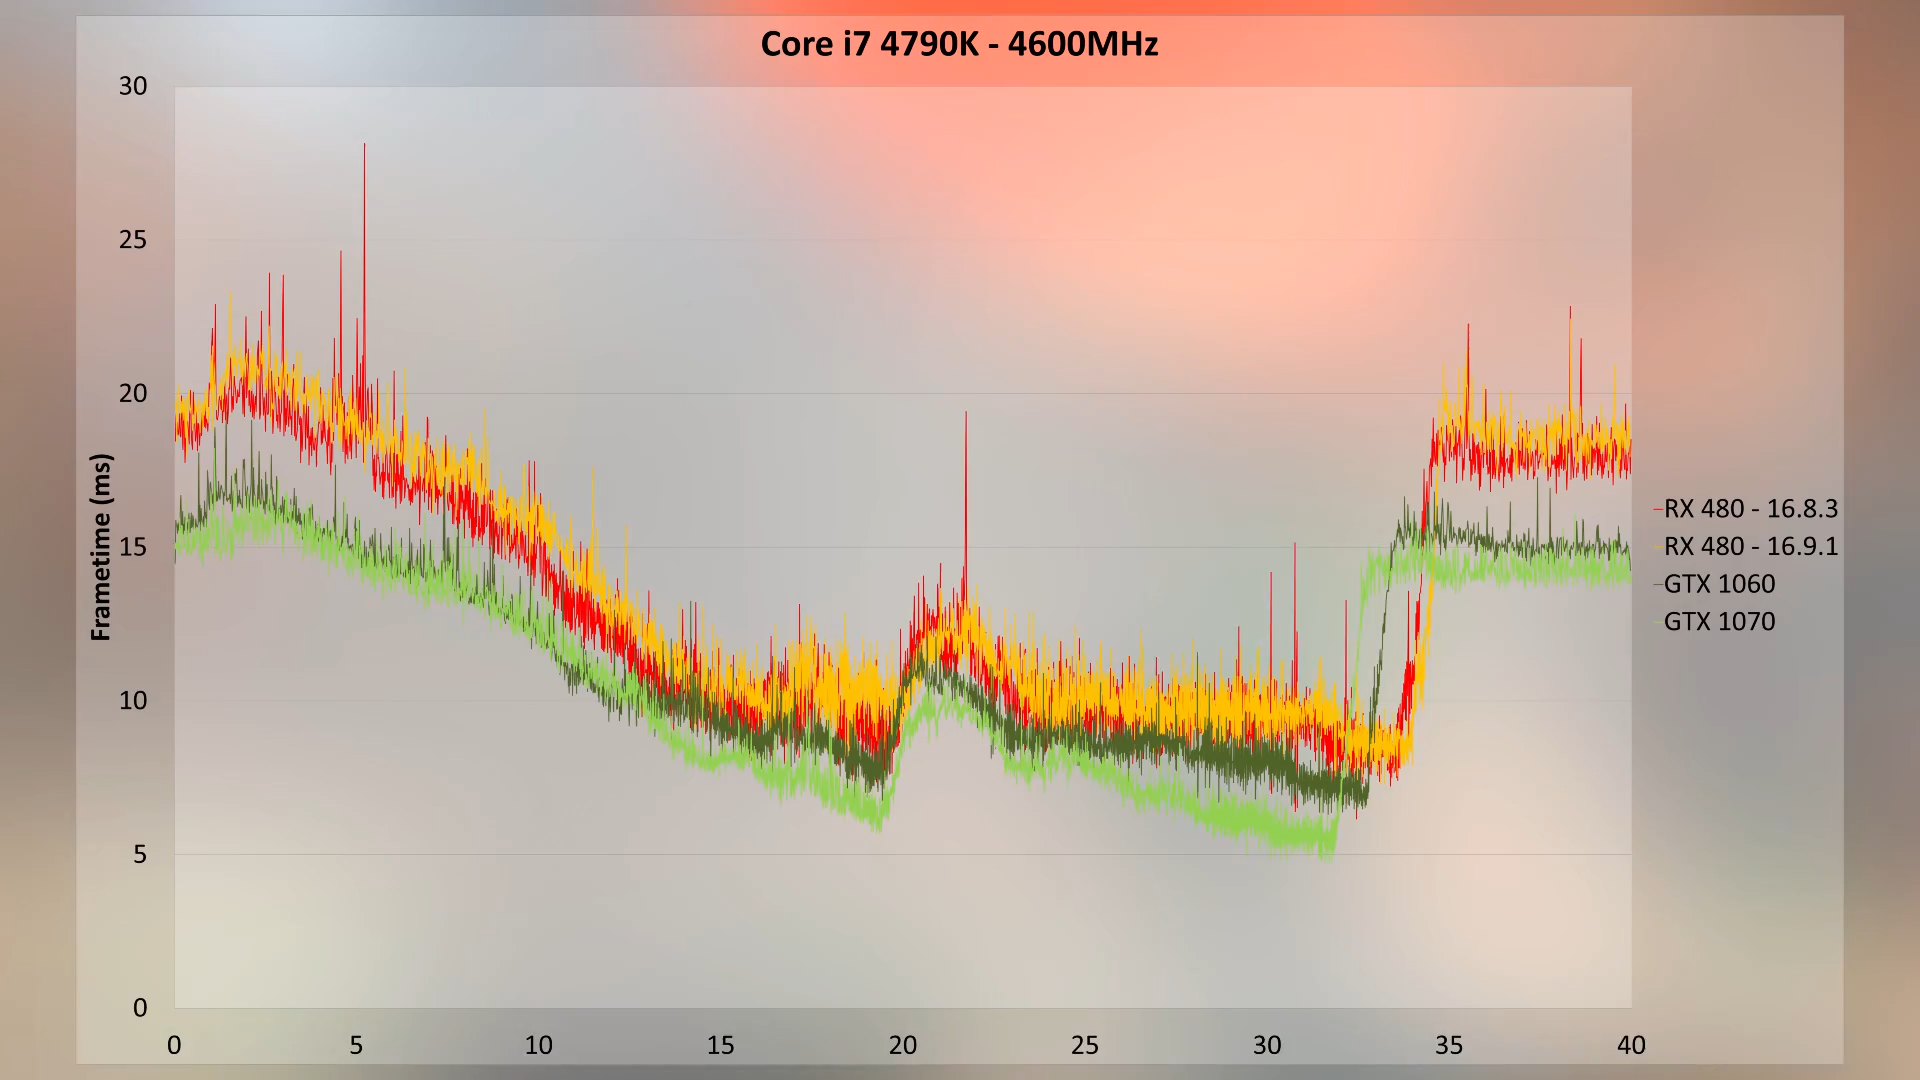 Core i7 4790K - 4600MHz
30
25
20
15
10
5
0
Frametime (ms)
0 5 10 15 20 25 30 35 40
RX 480 - 16.8.3
RX 480 - 16.9.1
GTX 1060
GTX 1070